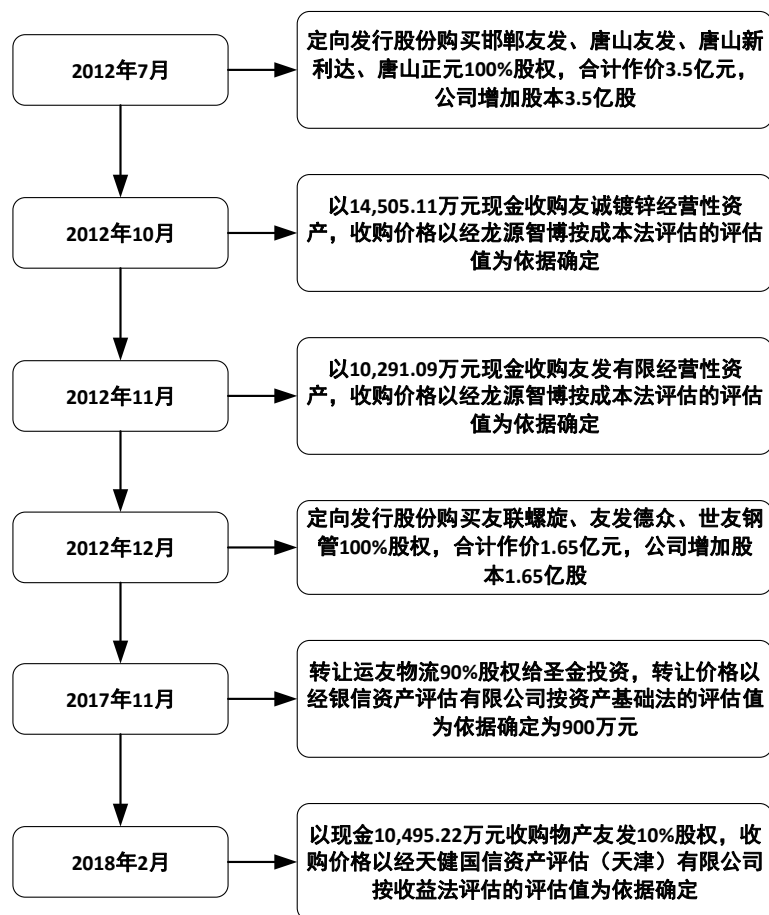 2012年7月
定向发行股份购买邯郸友发、唐山友发、唐山新
利达、唐山正元100%股权，合计作价3.5亿元，
公司增加股本3.5亿股
2012年10月
以14,505.11万元现金收购友诚镀锌经营性资
产，收购价格以经龙源智博按成本法评估的评估
值为依据确定
2012年11月
以10,291.09万元现金收购友发有限经营性资
产，收购价格以经龙源智博按成本法评估的评估
值为依据确定
2012年12月
定向发行股份购买友联螺旋、友发德众、世友钢
管100%股权，合计作价1.65亿元，公司增加股
本1.65亿股
2017年11月
转让运友物流90%股权给圣金投资，转让价格以
经银信资产评估有限公司按资产基础法的评估值
为依据确定为900万元
2018年2月
以现金10,495.22万元收购物产友发10%股权，收
购价格以经天健国信资产评估（天津）有限公司
按收益法评估的评估值为依据确定